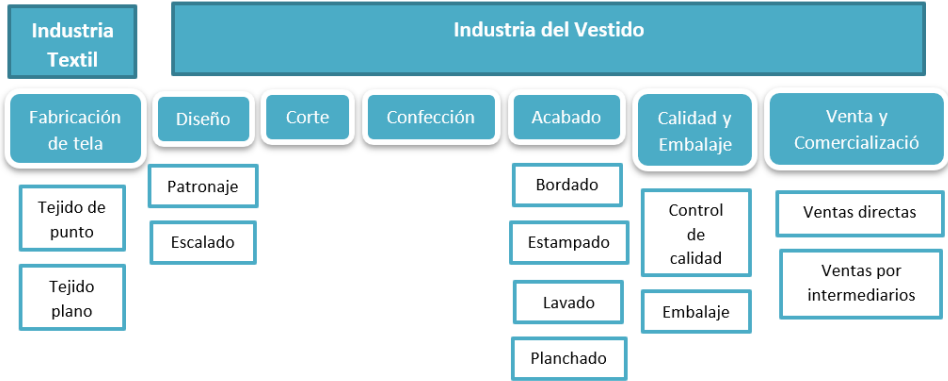 Industria
Textil
Industria del Vestido
Fabricación
de tela
Diseño
Corte
Confección
Acabado
Calidad y
Embalaje
Venta y
Comercializació
Tejido de
punto
Tejido
plano
Patronaje
Escalado
Bordado
Estampado
Lavado
Planchado
Control
de
calidad
Embalaje
Ventas directas
Ventas por
intermediarios